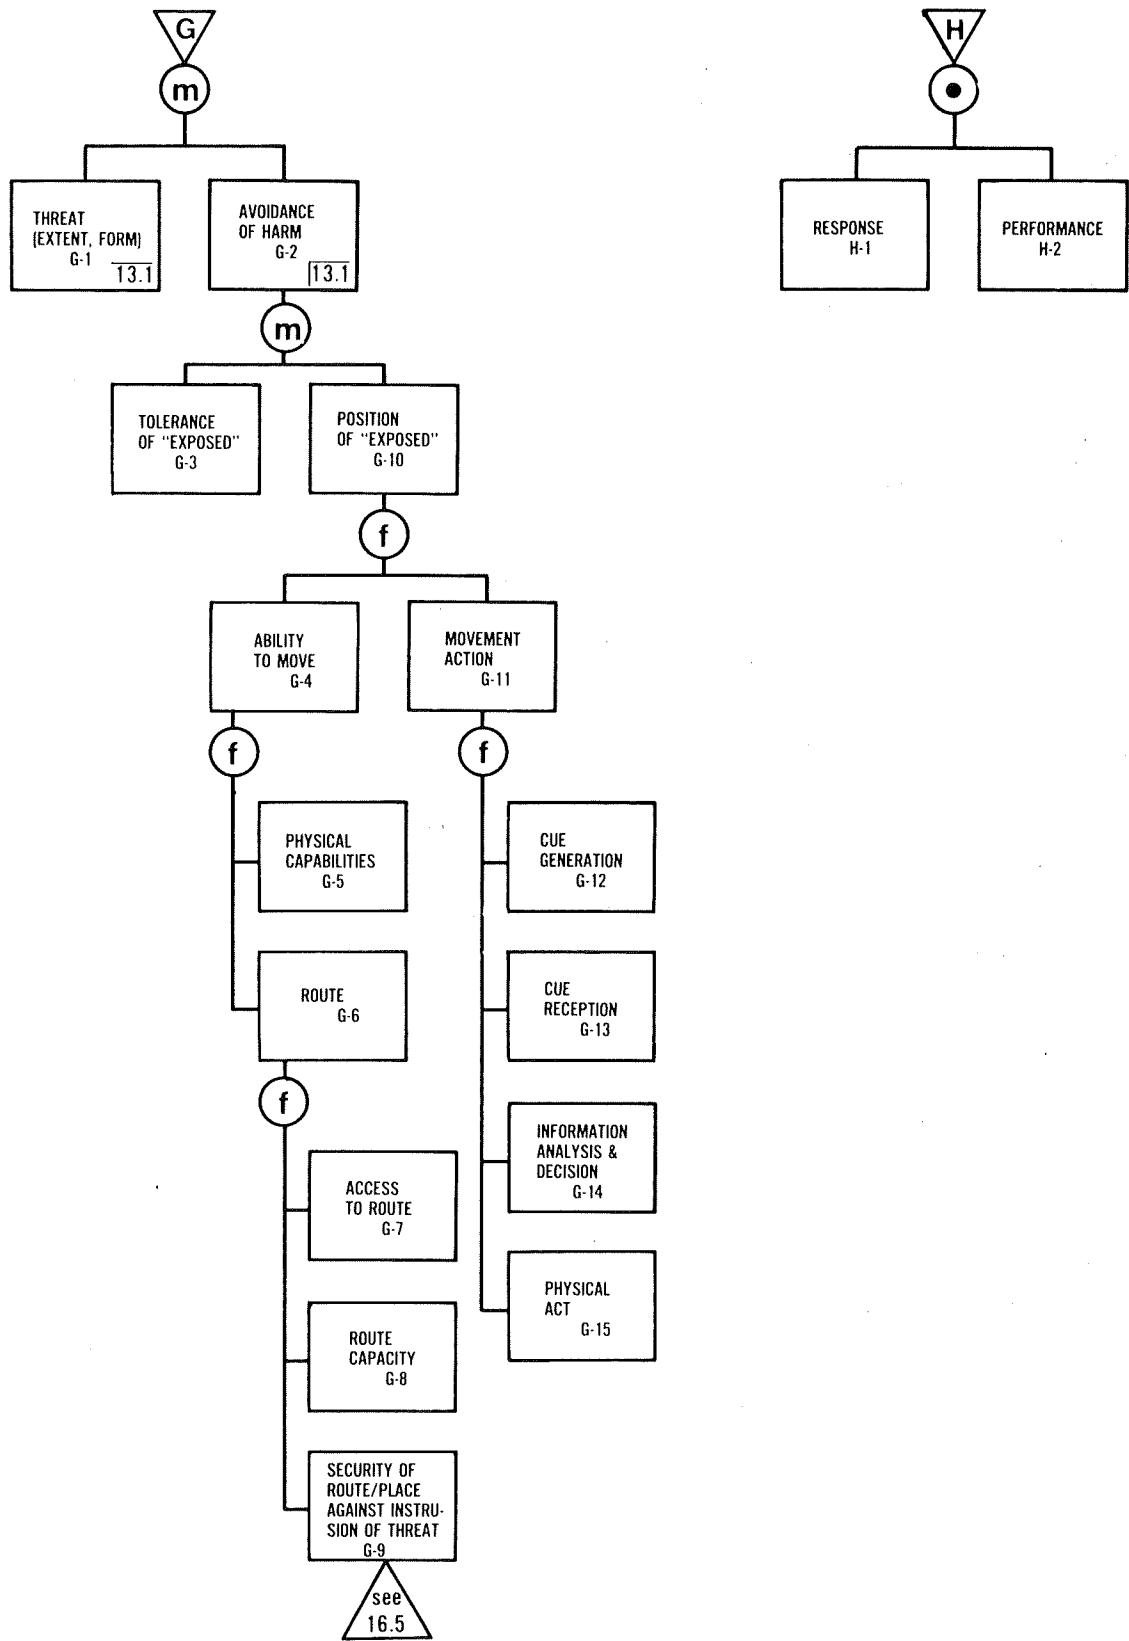 G
m
THREAT
(EXTENT, FORM)
G-1
13.1
AVOIDANCE
OF HARM
G-2
13.1
m
TOLERANCE
OF "EXPOSED"
G-3
POSITION
OF "EXPOSED"
G-10
f
ABILITY
TO MOVE
G-4
MOVEMENT
ACTION
G-11
f
f
PHYSICAL
CAPABILITIES
G-5
ROUTE
G-6
f
ACCESS
TO ROUTE
G-7
ROUTE
CAPACITY
G-8
SECURITY OF
ROUTE/PLACE
AGAINST INSTRU-
SION OF THREAT
G-9
see
16.5
CUE
GENERATION
G-12
CUE
RECEPTION
G-13
INFORMATION
ANALYSIS &
DECISION
G-14
PHYSICAL
ACT
G-15
H
RESPONSE
H-1
PERFORMANCE
H-2